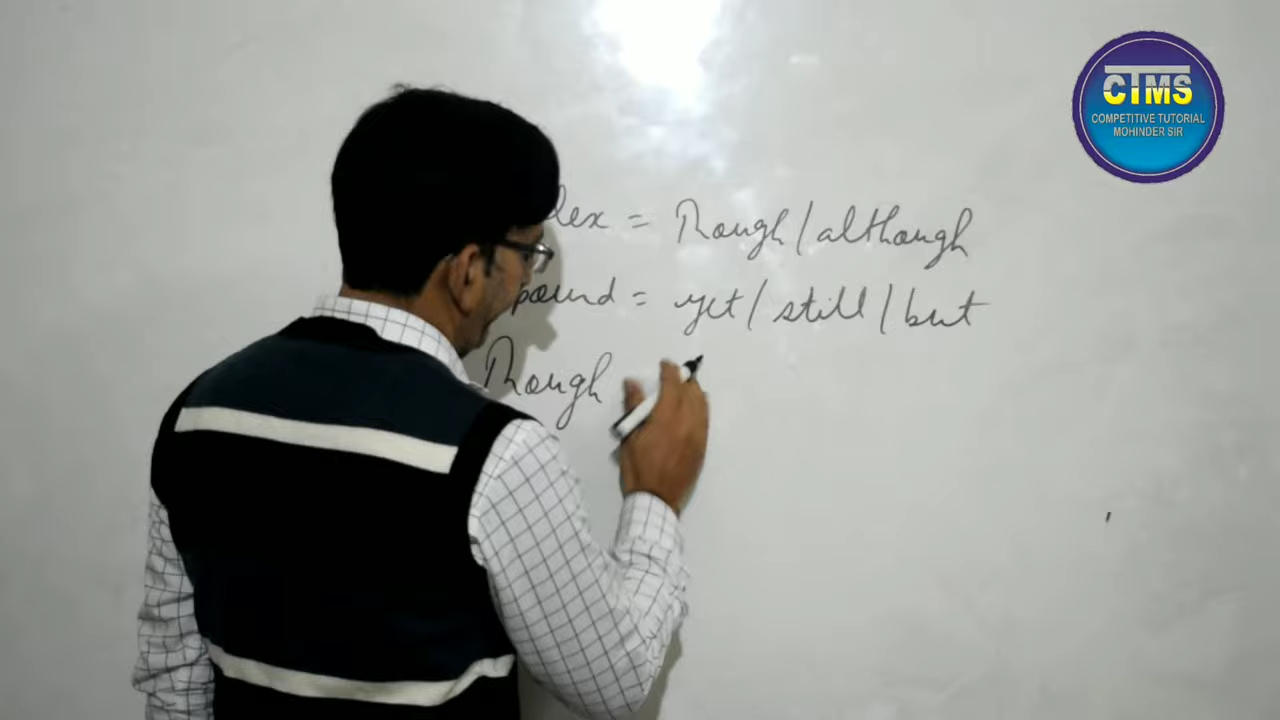 lex = Though/although
pound = yet/still/but
Though
CTMS
COMPETITIVE TUTORIAL
MOHINDER SIR